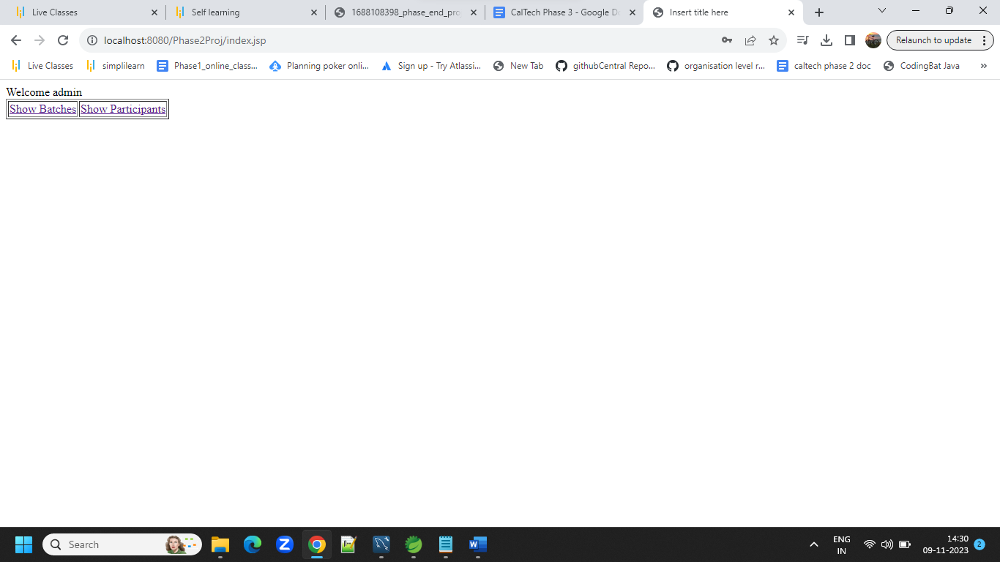 Live Classes
Self learning
1688108398_phase_end_pro
CalTech Phase 3 - Google Do
Insert title here
localhost:8080/Phase2Proj/index.jsp
Relaunch to update
Live Classes
simplilearn
Phase1_online_class...
Planning poker onli...
Sign up - Try Atlassi...
New Tab
githubCentral Repo...
organisation level r...
caltech phase 2 doc
CodingBat Java
»
Welcome admin
Show Batches Show Participants
Search
ENG
IN
14:30
09-11-2023
2